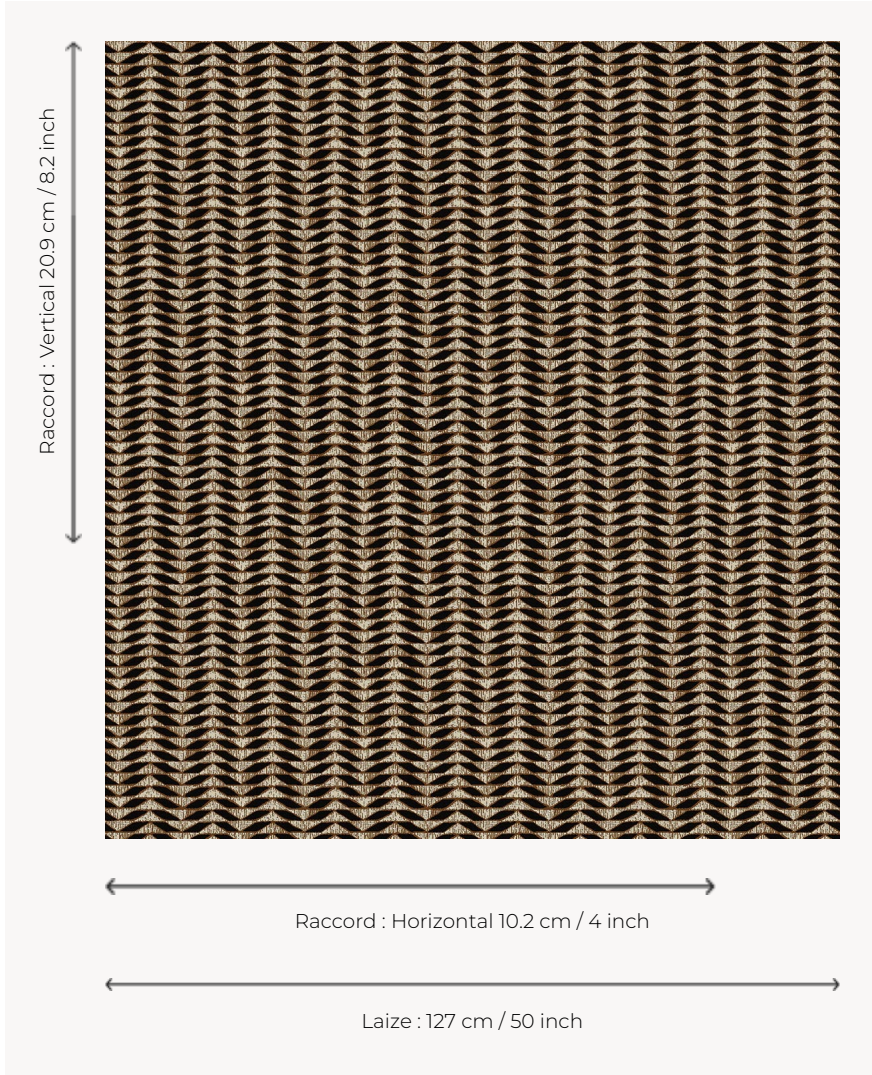 Raccord : Vertical 20.9 cm / 8.2 inch
Raccord : Horizontal 10.2 cm / 4 inch
Laize : 127 cm / 50 inch